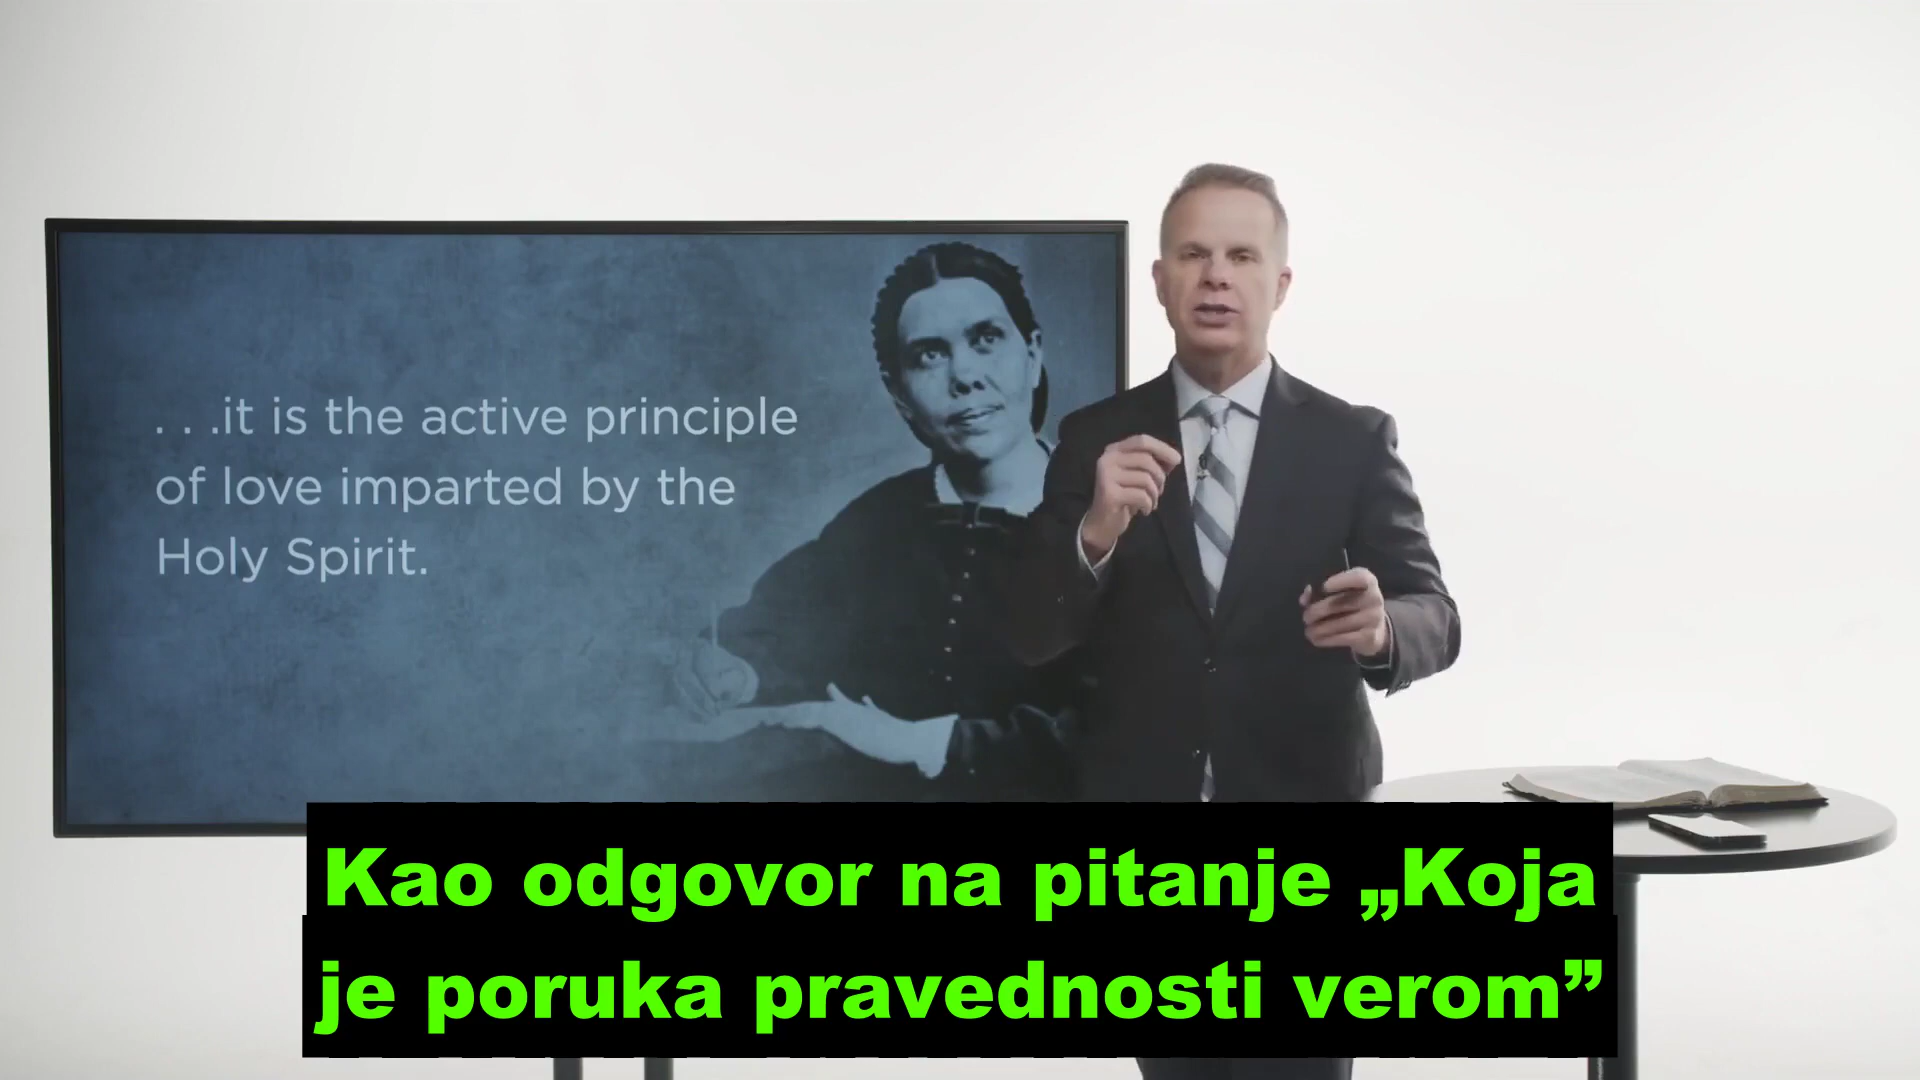 . . .it is the active principle
of love imparted by the
Holy Spirit.
Kao odgovor na pitanje „Koja
je poruka pravednosti verom”